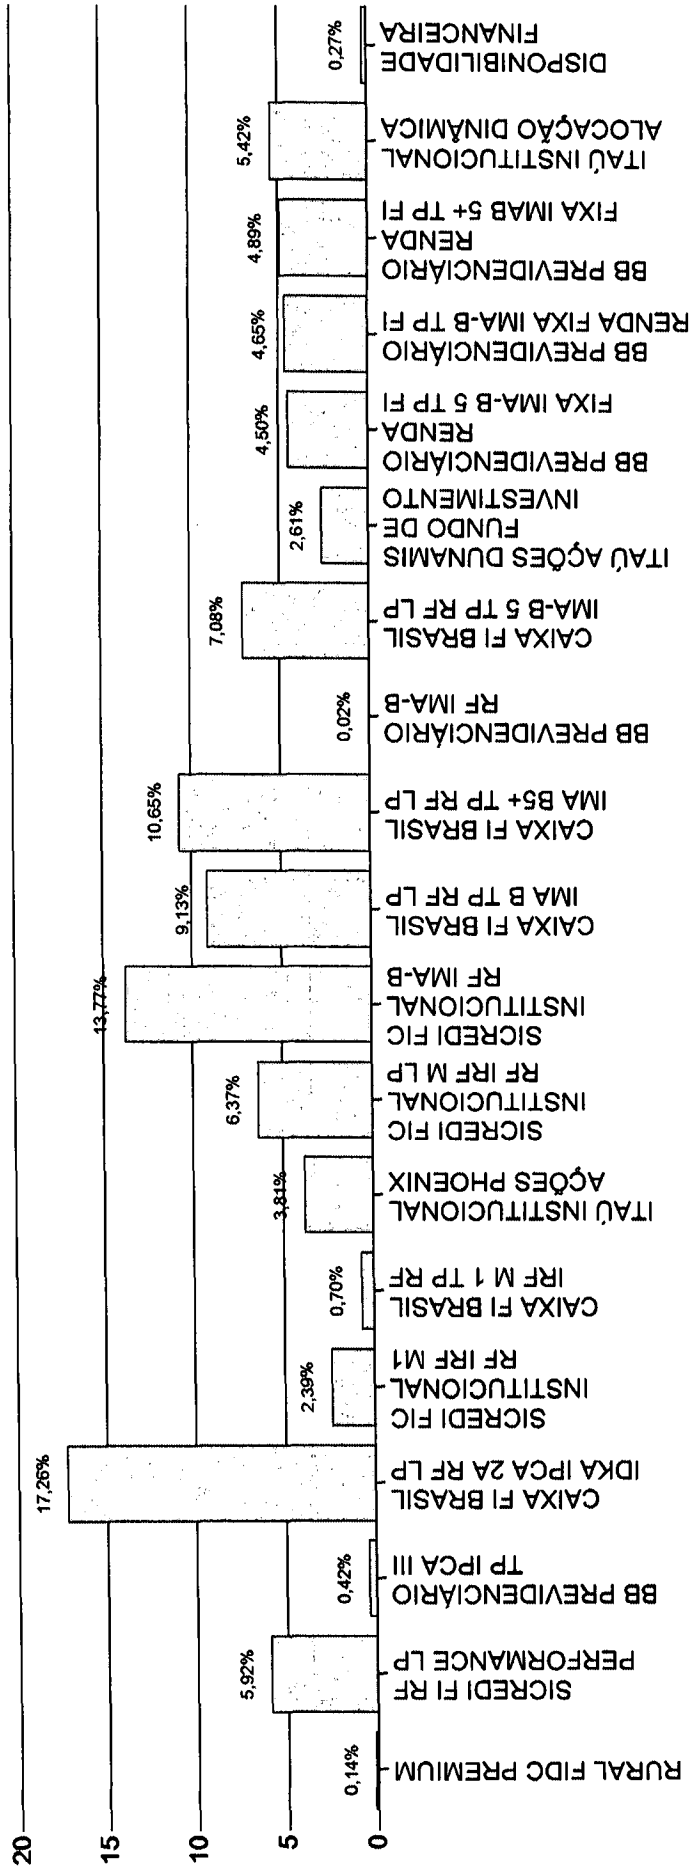 20
15
10
5
0
0,14%
5,92%
0,42%
17,26%
2,39%
0,70%
3,81%
6,37%
13,77%
9,13%
10,65%
0,02%
7,08%
2,61%
4,50%
4,65%
4,89%
5,42%
0,27%
RURAL FIDC PREMIUM
SICREDI FI RF
PERFORMANCE LP
BB PREVIDENCIÁRIO
TP IPCA III
CAIXA FI BRASIL
IDKA IPCA 2A RF LP
SICREDI FIC
INSTITUCIONAL
RF IRF M1
CAIXA FI BRASIL
IRF M 1 TP RF
ITAÚ INSTITUCIONAL
AÇÕES PHOENIX
SICREDI FIC
INSTITUCIONAL
RF IRF M LP
SICREDI FIC
INSTITUCIONAL
RF IMA-B
CAIXA FI BRASIL
IMA B TP RF LP
CAIXA FI BRASIL
IMA B5+ TP RF LP
BB PREVIDENCIÁRIO
RF IMA-B
CAIXA FI BRASIL
IMA-B 5 TP RF LP
ITAÚ AÇÕES DUNAMIS
FUNDO DE
INVESTIMENTO
BB PREVIDENCIÁRIO
RENDA
FIXA IMA-B 5 TP FI
BB PREVIDENCIÁRIO
RENDA FIXA IMA-B TP FI
BB PREVIDENCIÁRIO
RENDA
FIXA IMAB 5+ TP FI
ITAÚ INSTITUCIONAL
ALOCAÇÃO DINÂMICA
DISPONIBILIDADE
FINANCEIRA